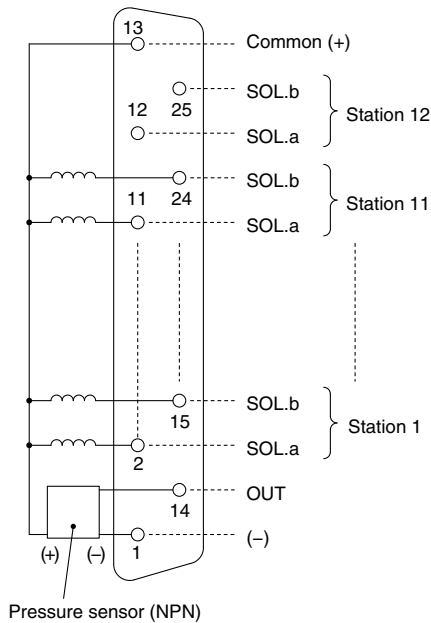 13
Common (+)
25
SOL.b
12
SOL.a
Station 12
24
SOL.b
11
SOL.a
Station 11
15
SOL.b
2
SOL.a
Station 1
14
OUT
1
(–)
(+) (–)
Pressure sensor (NPN)